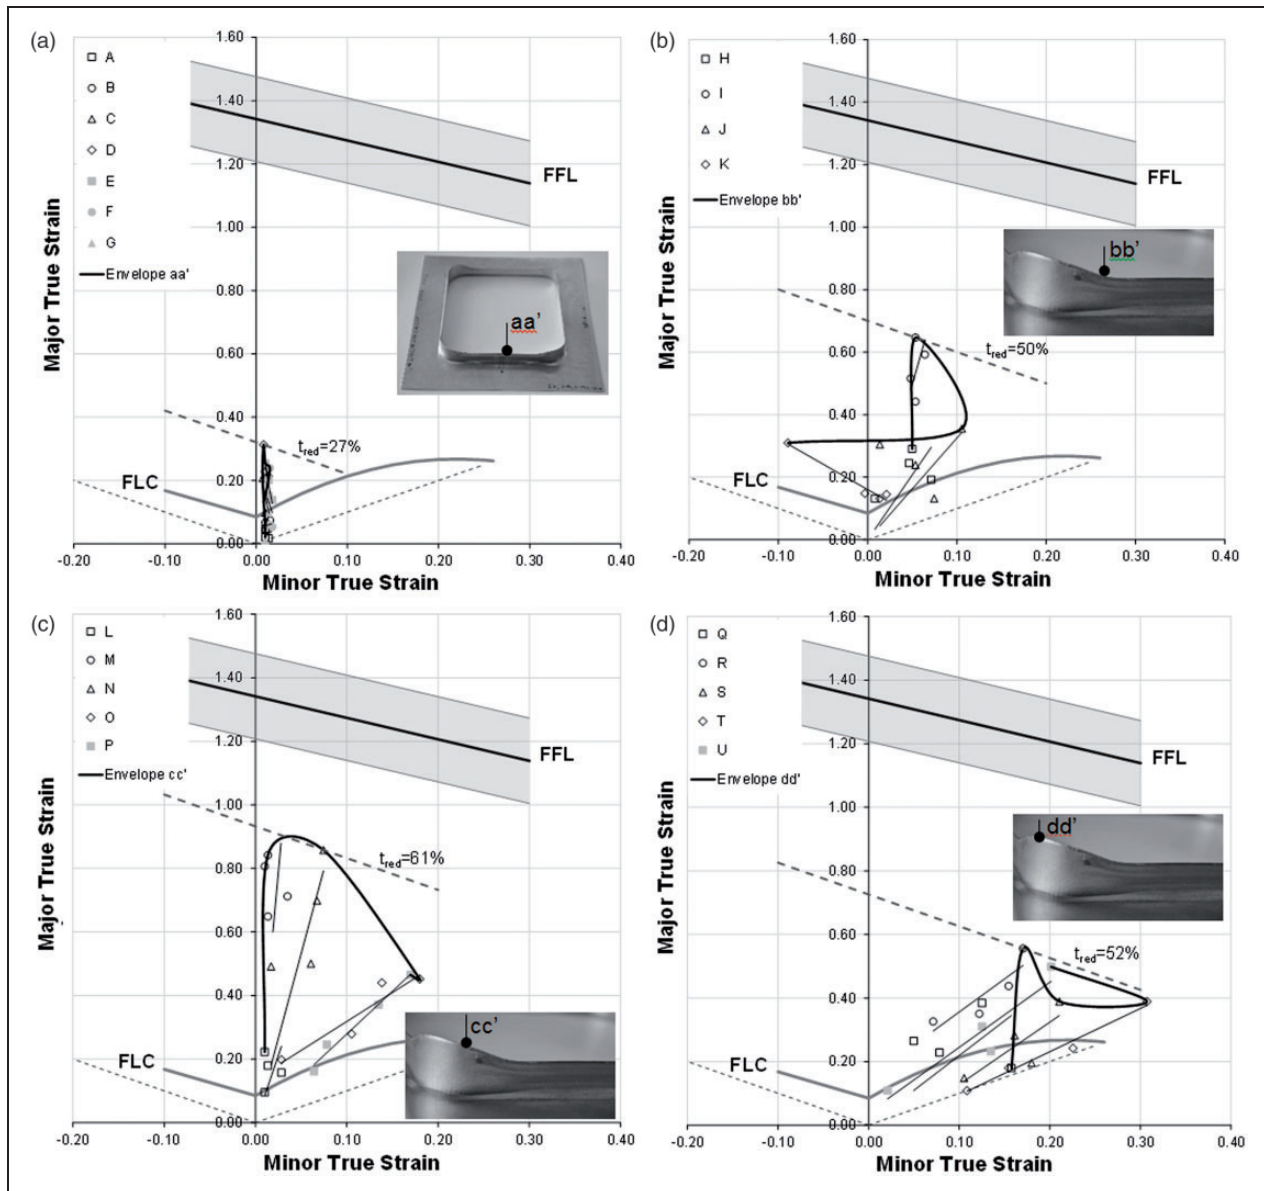 (a)
1.60
1.40
1.20
1.00
0.80
0.60
0.40
0.20
0.00
A
B
C
D
E
F
G
Envelope aa'
FFL
aa'
t_red=27%
FLC
-0.20 -0.10 0.00 0.10 0.20 0.30 0.40
Minor True Strain
Major True Strain
(b)
1.60
1.40
1.20
1.00
0.80
0.60
0.40
0.20
0.00
H
I
J
K
Envelope bb'
FFL
bb'
t_red=50%
FLC
-0.20 -0.10 0.00 0.10 0.20 0.30 0.40
Minor True Strain
Major True Strain
(c)
1.60
1.40
1.20
1.00
0.80
0.60
0.40
0.20
0.00
L
M
N
O
P
Envelope cc'
FFL
t_red=61%
cc'
FLC
-0.20 -0.10 0.00 0.10 0.20 0.30 0.40
Minor True Strain
Major True Strain
(d)
1.60
1.40
1.20
1.00
0.80
0.60
0.40
0.20
0.00
Q
R
S
T
U
Envelope dd'
FFL
dd'
t_red=52%
FLC
-0.20 -0.10 0.00 0.10 0.20 0.30 0.40
Minor True Strain
Major True Strain